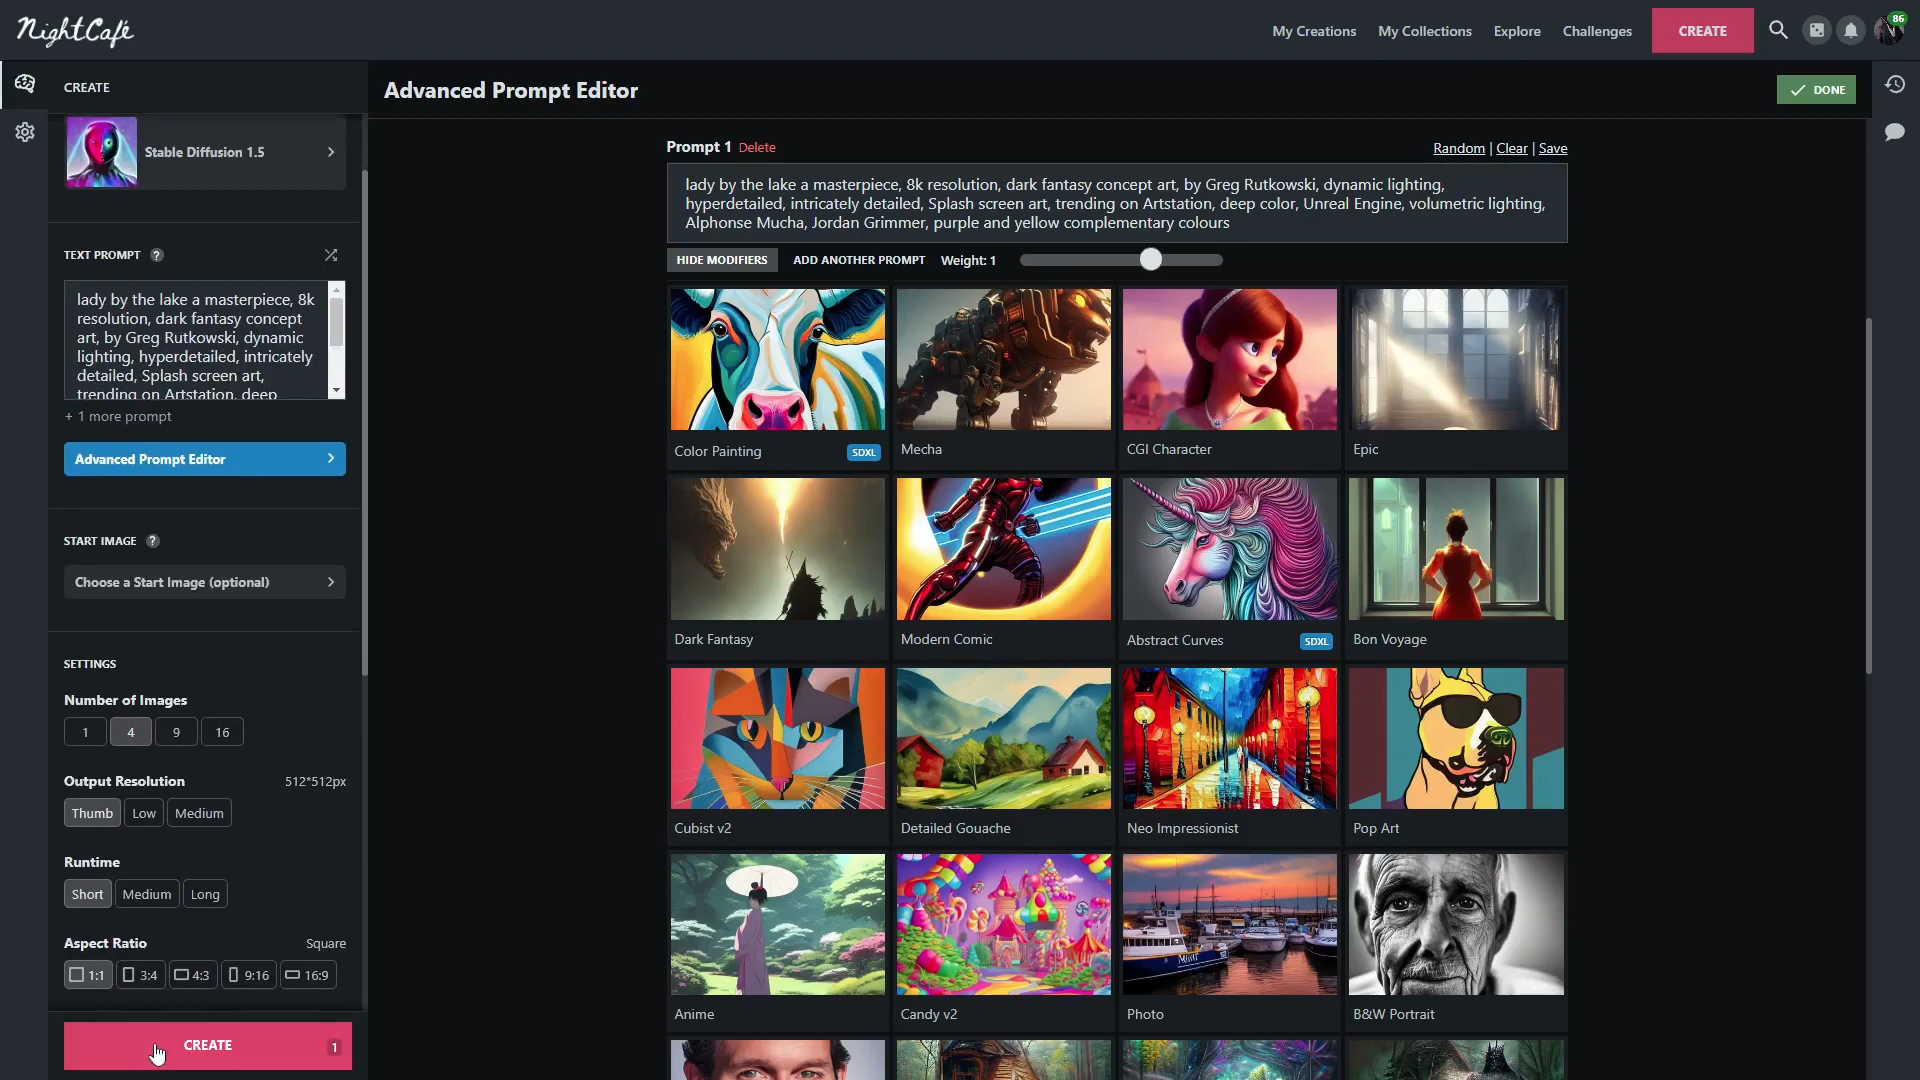 NightCafé
My Creations
My Collections
Explore
Challenges
CREATE
86
CREATE
Advanced Prompt Editor
DONE
Stable Diffusion 1.5
TEXT PROMPT ?
lady by the lake a masterpiece, 8k
resolution, dark fantasy concept
art, by Greg Rutkowski, dynamic
lighting, hyperdetailed, intricately
detailed, Splash screen art,
trending on Artstation, deep
+ 1 more prompt
Advanced Prompt Editor
START IMAGE ?
Choose a Start Image (optional)
SETTINGS
Number of Images
1 4 9 16
Output Resolution 512*512px
Thumb Low Medium
Runtime
Short Medium Long
Aspect Ratio Square
1:1 3:4 4:3 9:16 16:9
CREATE 1
Prompt 1 Delete
Random | Clear | Save
lady by the lake a masterpiece, 8k resolution, dark fantasy concept art, by Greg Rutkowski, dynamic lighting,
hyperdetailed, intricately detailed, Splash screen art, trending on Artstation, deep color, Unreal Engine, volumetric lighting,
Alphonse Mucha, Jordan Grimmer, purple and yellow complementary colours
HIDE MODIFIERS ADD ANOTHER PROMPT Weight: 1
Color Painting SDXL
Mecha
CGI Character
Epic
Dark Fantasy
Modern Comic
Abstract Curves SDXL
Bon Voyage
Cubist v2
Detailed Gouache
Neo Impressionist
Pop Art
Anime
Candy v2
Photo
B&W Portrait